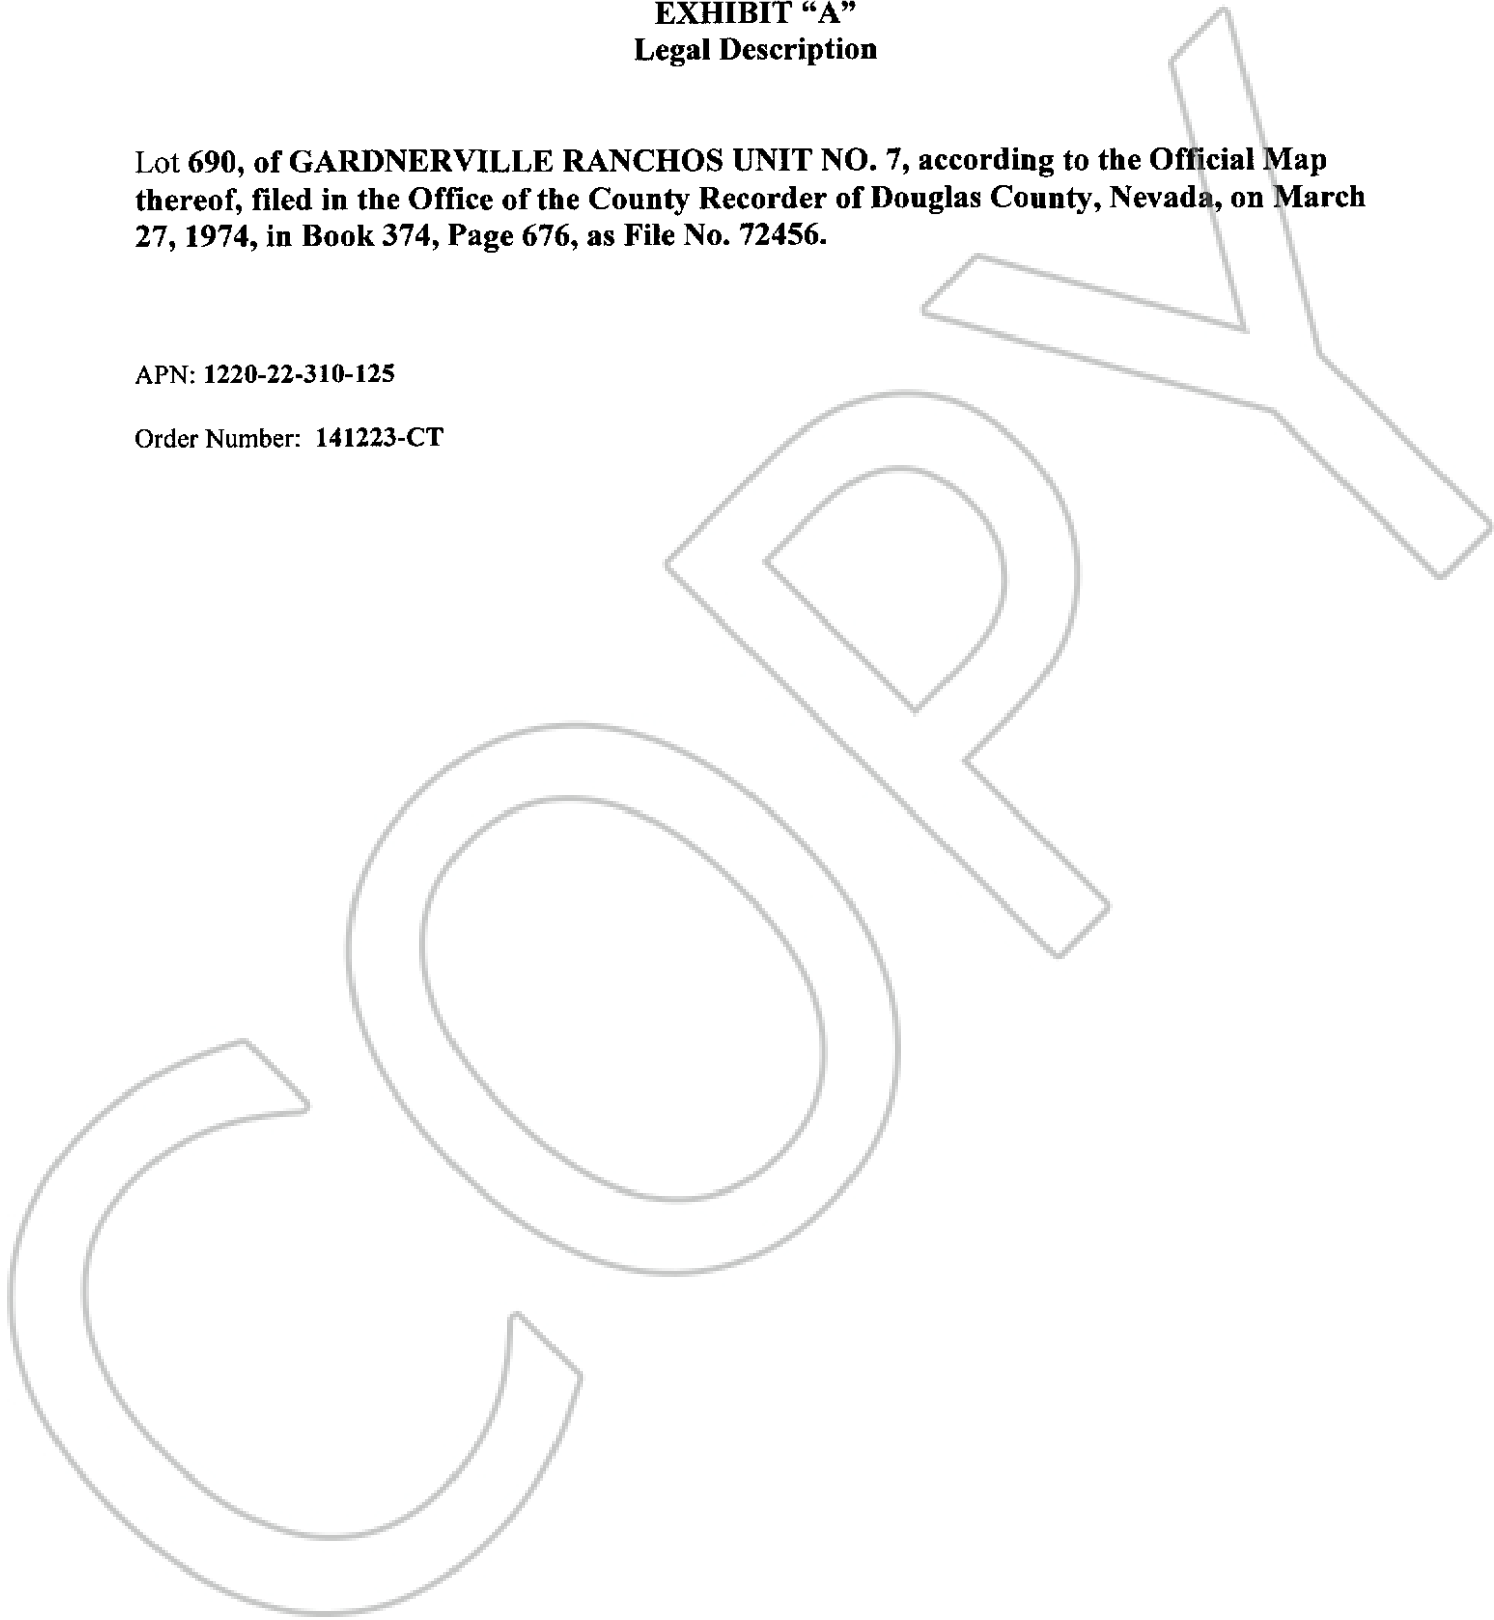 EXHIBIT “A”
Legal Description
Lot 690, of GARDNERVILLE RANCHOS UNIT NO. 7, according to the Official Map
thereof, filed in the Office of the County Recorder of Douglas County, Nevada, on March
27, 1974, in Book 374, Page 676, as File No. 72456.
APN: 1220-22-310-125
Order Number: 141223-CT
COPY